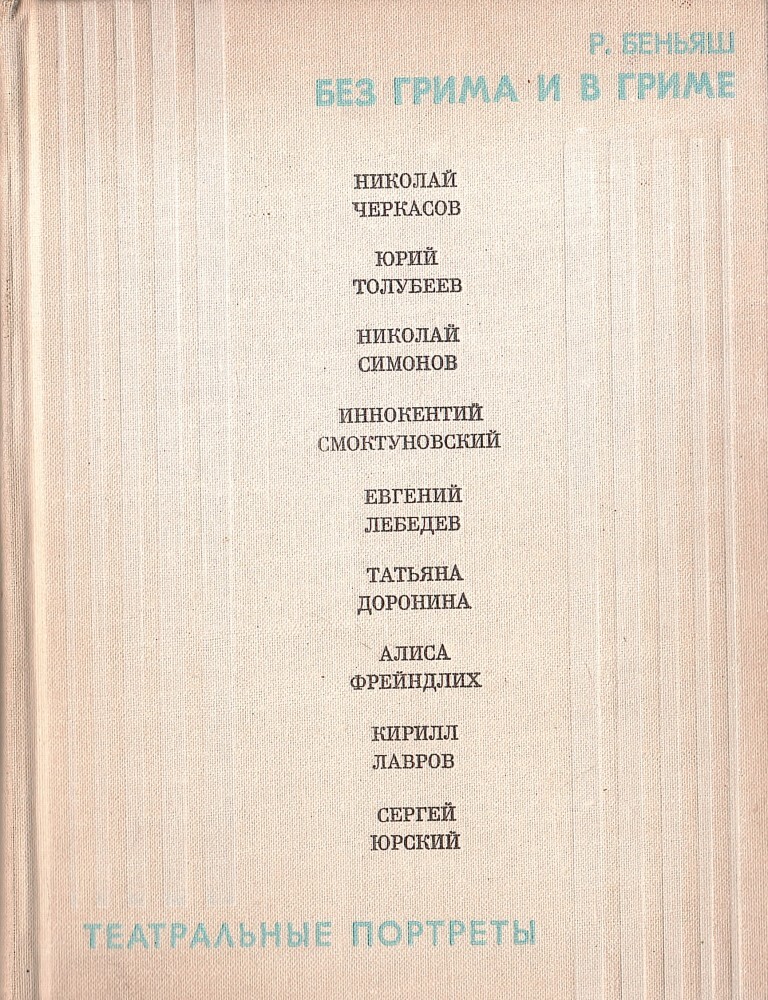 Р. БЕНЬЯШ
БЕЗ ГРИМА И В ГРИМЕ
НИКОЛАЙ
ЧЕРКАСОВ
ЮРИЙ
ТОЛУБЕЕВ
НИКОЛАЙ
СИМОНОВ
ИННОКЕНТИЙ
СМОКТУНОВСКИЙ
ЕВГЕНИЙ
ЛЕБЕДЕВ
ТАТЬЯНА
ДОРОНИНА
АЛИСА
ФРЕЙНДЛИХ
КИРИЛЛ
ЛАВРОВ
СЕРГЕЙ
ЮРСКИЙ
ТЕАТРАЛЬНЫЕ ПОРТРЕТЫ